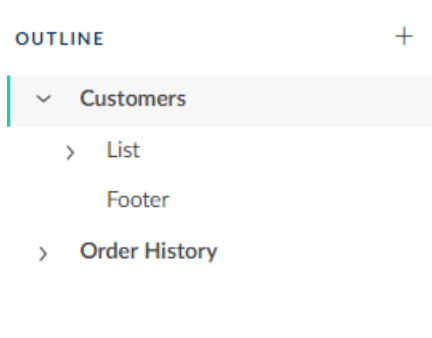 OUTLINE
Customers
List
Footer
Order History